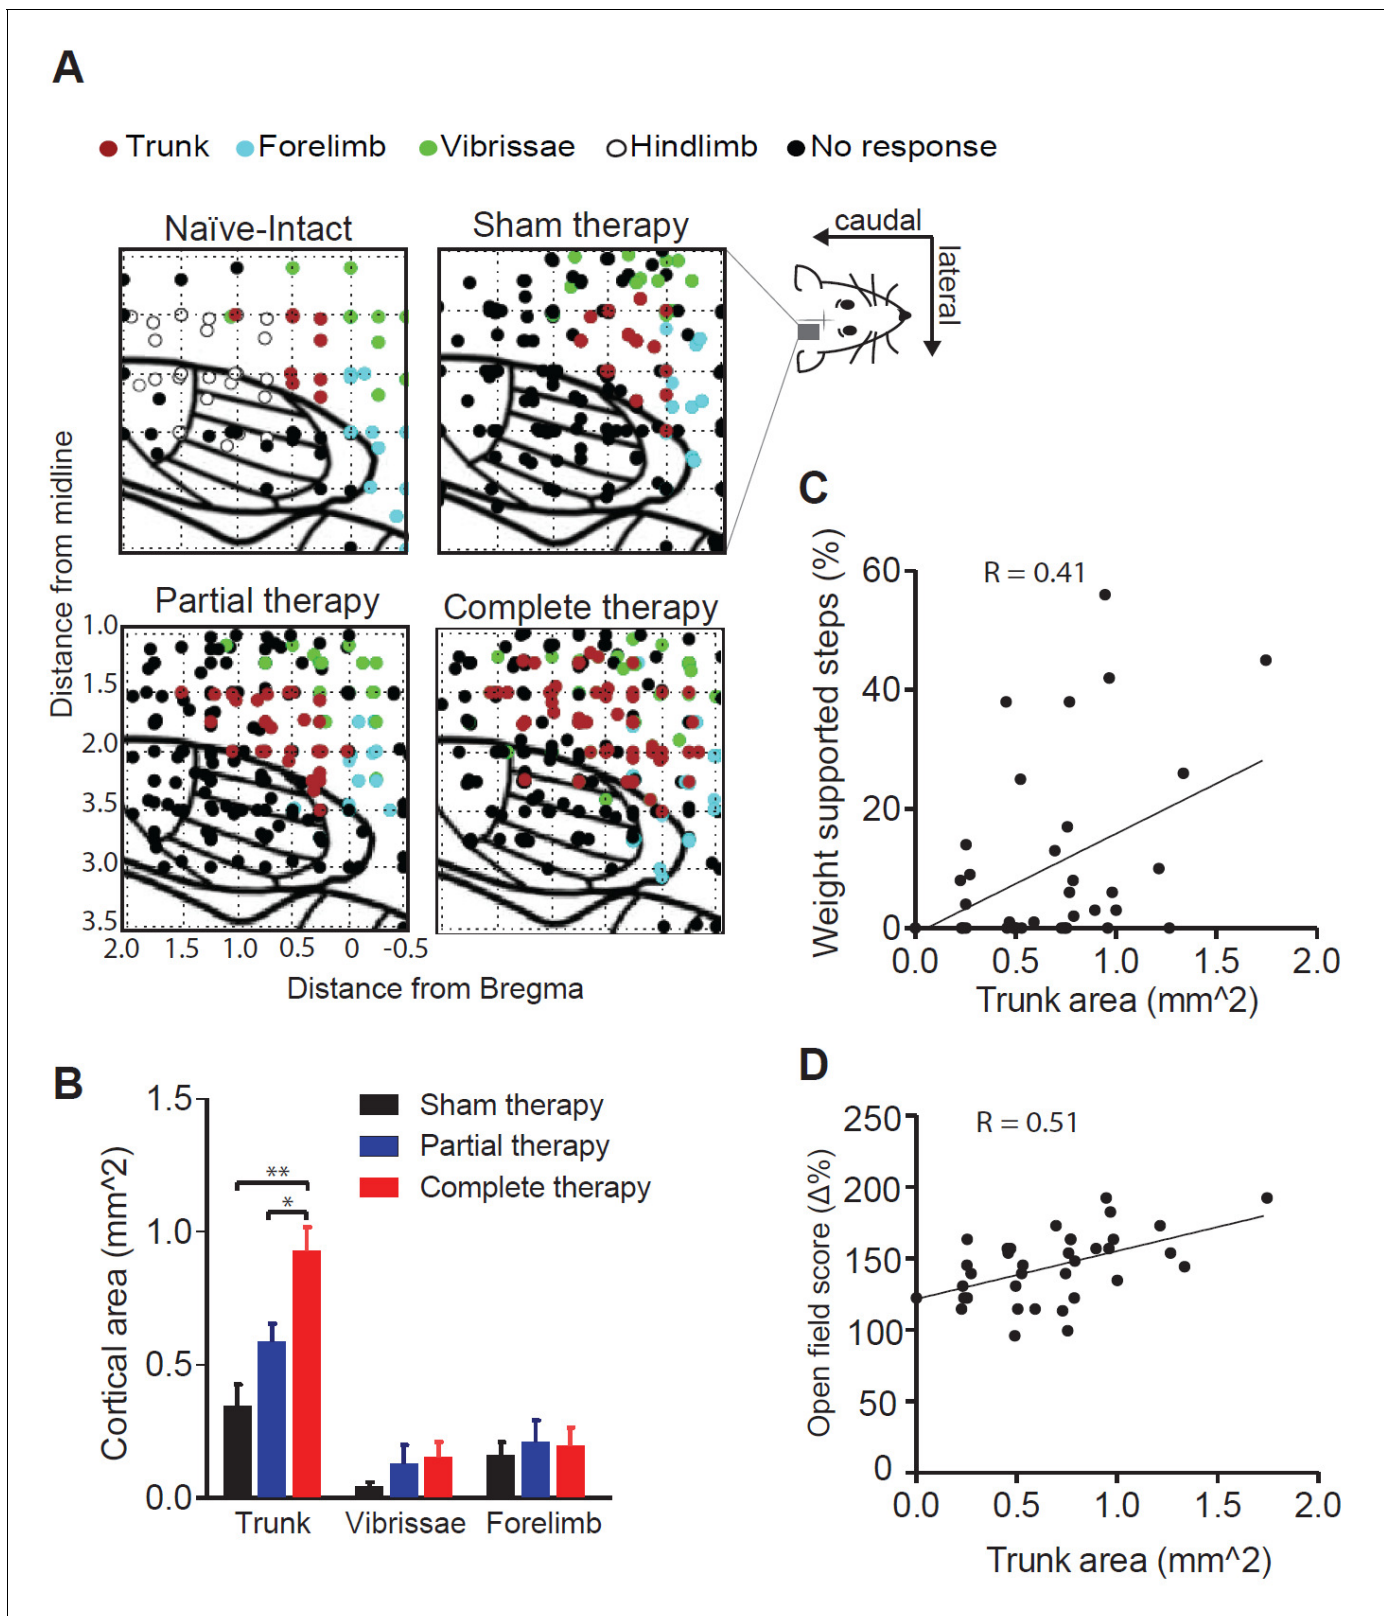 A
Trunk Forelimb Vibrissae Hindlimb No response
Naïve-Intact
Sham therapy
caudal
lateral
Partial therapy
Complete therapy
Distance from midline
1.0
1.5
2.0
3.5
3.0
3.5
2.0 1.5 1.0 0.5 0 -0.5
Distance from Bregma
B
Cortical area (mm^2)
1.5
1.0
0.5
0.0
**
*
Sham therapy
Partial therapy
Complete therapy
Trunk Vibrissae Forelimb
C
Weight supported steps (%)
60
40
20
0
R = 0.41
0.0 0.5 1.0 1.5 2.0
Trunk area (mm^2)
D
Open field score (Δ%)
250
200
150
100
50
0
R = 0.51
0.0 0.5 1.0 1.5 2.0
Trunk area (mm^2)